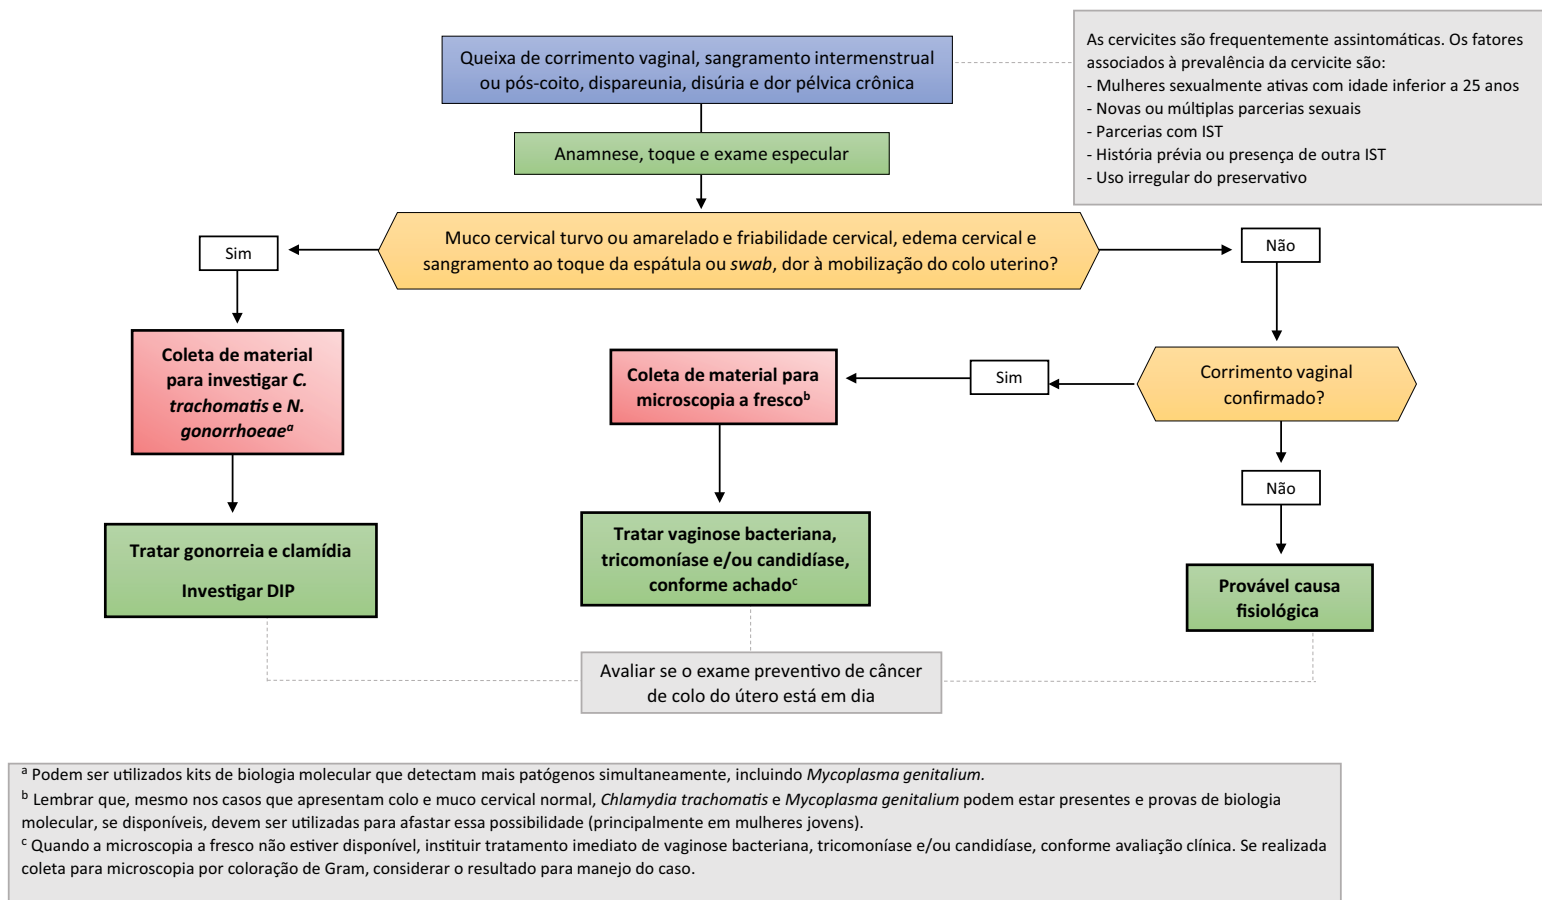 Queixa de corrimento vaginal, sangramento intermenstrual
ou pós-coito, dispareunia, disúria e dor pélvica crônica
As cervicites são frequentemente assintomáticas. Os fatores
associados à prevalência da cervicite são:
- Mulheres sexualmente ativas com idade inferior a 25 anos
- Novas ou múltiplas parcerias sexuais
- Parcerias com IST
- História prévia ou presença de outra IST
- Uso irregular do preservativo
Anamnese, toque e exame especular
Muco cervical turvo ou amarelado e friabilidade cervical, edema cervical e
sangramento ao toque da espátula ou swab, dor à mobilização do colo uterino?
Sim
Não
Coleta de material
para investigar C.
trachomatis e N.
gonorrhoeaeᵃ
Coleta de material para
microscopia a frescoᵇ
Sim
Corrimento vaginal
confirmado?
Não
Tratar gonorreia e clamídia
Investigar DIP
Tratar vaginose bacteriana,
tricomoníase e/ou candidíase,
conforme achadoᶜ
Provável causa
fisiológica
Avaliar se o exame preventivo de câncer
de colo do útero está em dia
ᵃ Podem ser utilizados kits de biologia molecular que detectam mais patógenos simultaneamente, incluindo Mycoplasma genitalium.
ᵇ Lembrar que, mesmo nos casos que apresentam colo e muco cervical normal, Chlamydia trachomatis e Mycoplasma genitalium podem estar presentes e provas de biologia
molecular, se disponíveis, devem ser utilizadas para afastar essa possibilidade (principalmente em mulheres jovens).
ᶜ Quando a microscopia a fresco não estiver disponível, instituir tratamento imediato de vaginose bacteriana, tricomoníase e/ou candidíase, conforme avaliação clínica. Se realizada
coleta para microscopia por coloração de Gram, considerar o resultado para manejo do caso.